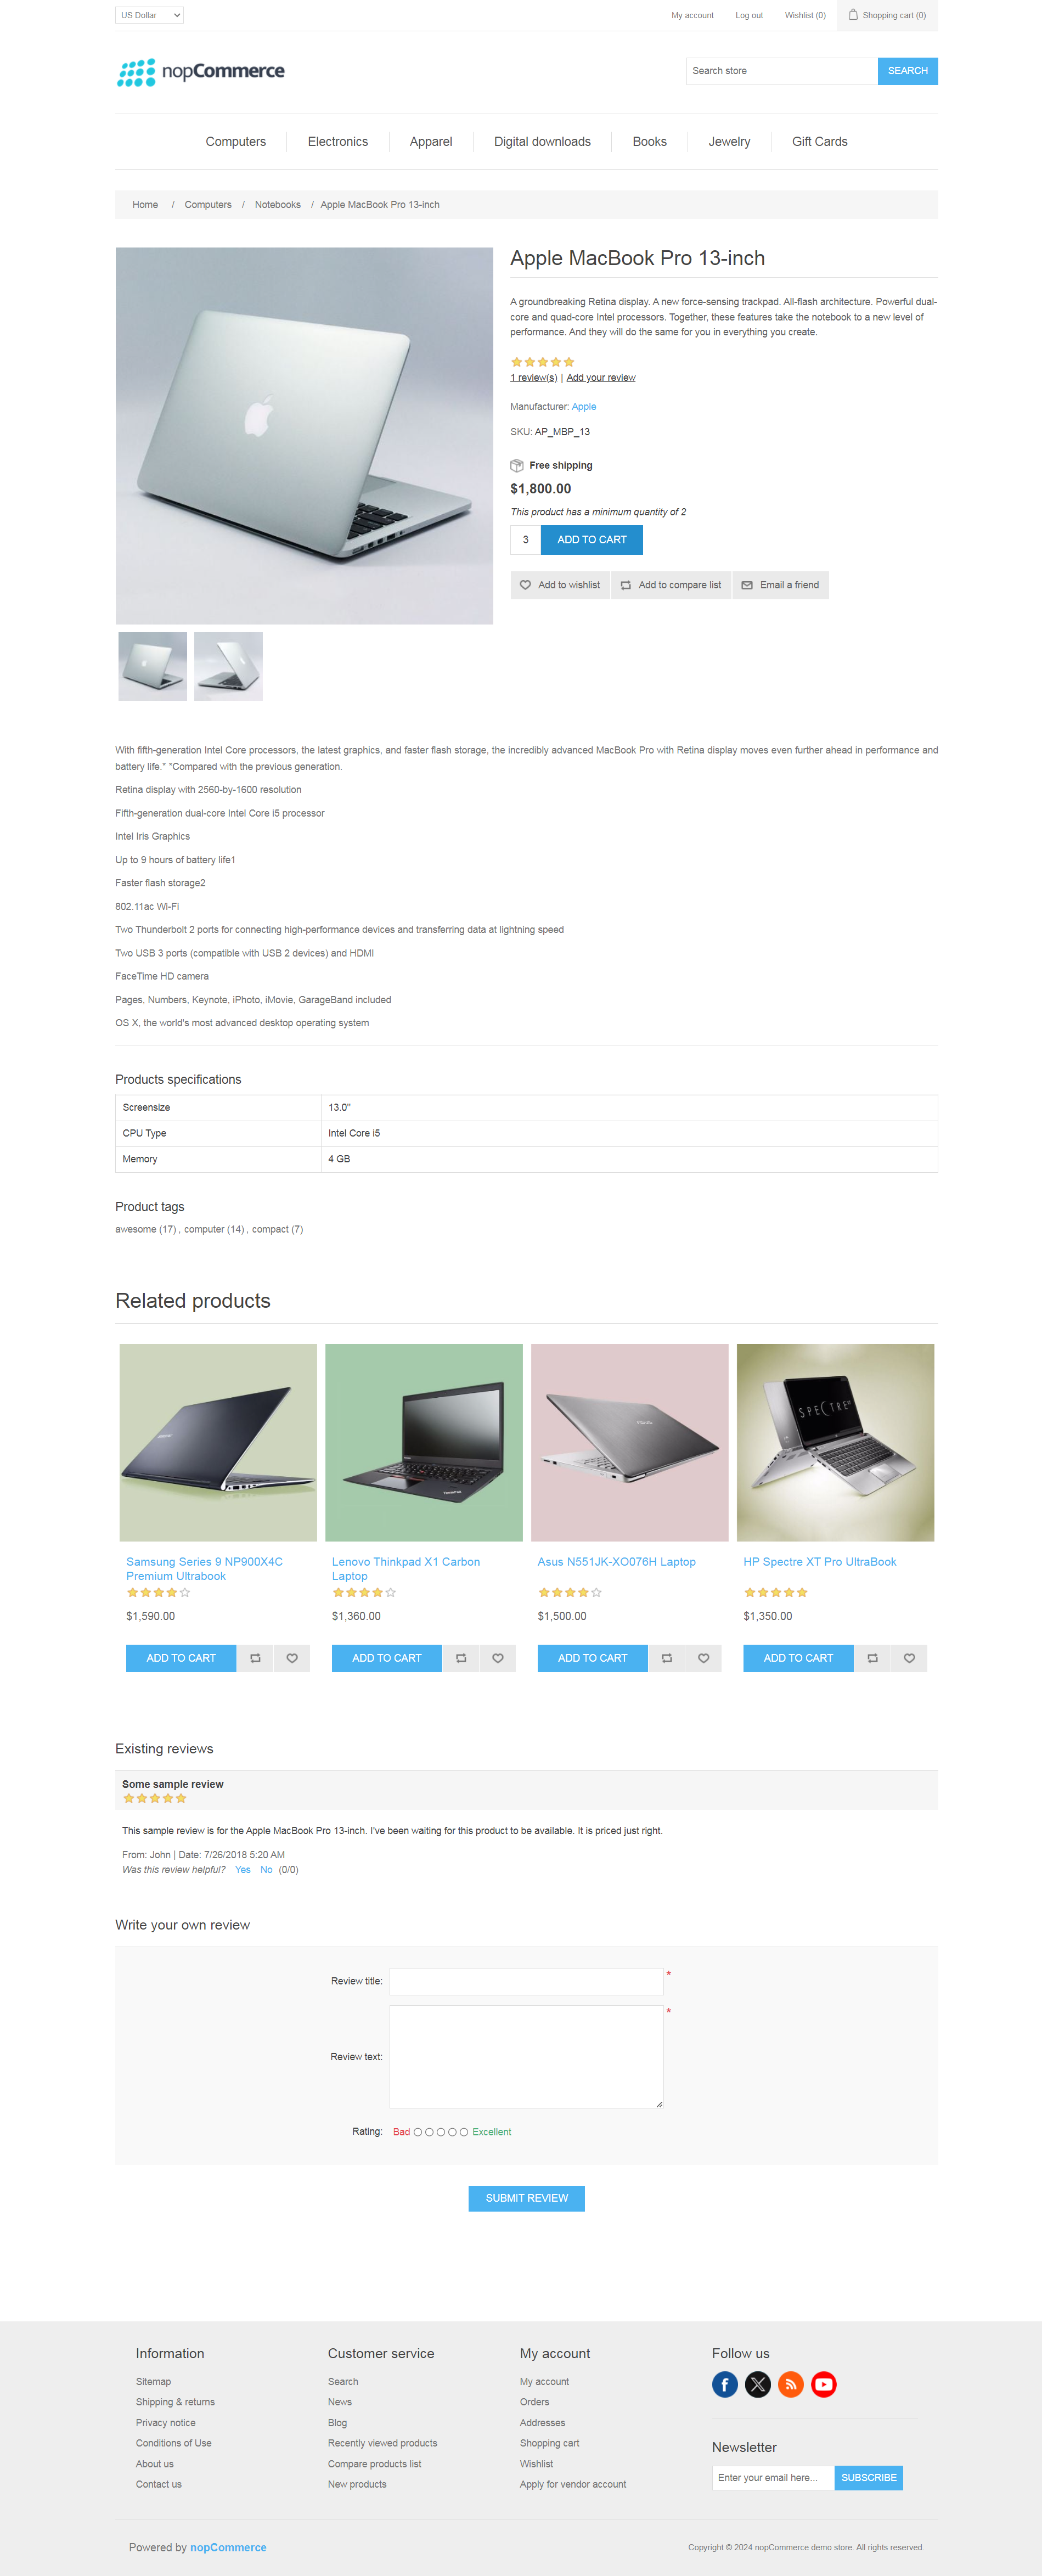 US Dollar
My account
Log out
Wishlist (0)
Shopping cart (0)
nopCommerce
Search store
SEARCH
Computers
Electronics
Apparel
Digital downloads
Books
Jewelry
Gift Cards
Home / Computers / Notebooks / Apple MacBook Pro 13-inch
Apple MacBook Pro 13-inch
A groundbreaking Retina display. A new force-sensing trackpad. All-flash architecture. Powerful dual-
core and quad-core Intel processors. Together, these features take the notebook to a new level of
performance. And they will do the same for you in everything you create.
1 review(s) | Add your review
Manufacturer: Apple
SKU: AP_MBP_13
Free shipping
$1,800.00
This product has a minimum quantity of 2
3
ADD TO CART
Add to wishlist
Add to compare list
Email a friend
With fifth-generation Intel Core processors, the latest graphics, and faster flash storage, the incredibly advanced MacBook Pro with Retina display moves even further ahead in performance and
battery life.* *Compared with the previous generation.
Retina display with 2560-by-1600 resolution
Fifth-generation dual-core Intel Core i5 processor
Intel Iris Graphics
Up to 9 hours of battery life1
Faster flash storage2
802.11ac Wi-Fi
Two Thunderbolt 2 ports for connecting high-performance devices and transferring data at lightning speed
Two USB 3 ports (compatible with USB 2 devices) and HDMI
FaceTime HD camera
Pages, Numbers, Keynote, iPhoto, iMovie, GarageBand included
OS X, the world's most advanced desktop operating system
Products specifications
Screensize 13.0''
CPU Type Intel Core i5
Memory 4 GB
Product tags
awesome (17) , computer (14) , compact (7)
Related products
SPECTRE
ThinkPad
Samsung Series 9 NP900X4C
Premium Ultrabook
$1,590.00
ADD TO CART
Lenovo Thinkpad X1 Carbon
Laptop
$1,360.00
ADD TO CART
Asus N551JK-XO076H Laptop
$1,500.00
ADD TO CART
HP Spectre XT Pro UltraBook
$1,350.00
ADD TO CART
Existing reviews
Some sample review
This sample review is for the Apple MacBook Pro 13-inch. I've been waiting for this product to be available. It is priced just right.
From: John | Date: 7/26/2018 5:20 AM
Was this review helpful? Yes No (0/0)
Write your own review
Review title: *
Review text: *
Rating: Bad Excellent
SUBMIT REVIEW
Information
Sitemap
Shipping & returns
Privacy notice
Conditions of Use
About us
Contact us
Customer service
Search
News
Blog
Recently viewed products
Compare products list
New products
My account
My account
Orders
Addresses
Shopping cart
Wishlist
Apply for vendor account
Follow us
Newsletter
Enter your email here...
SUBSCRIBE
Powered by nopCommerce
Copyright © 2024 nopCommerce demo store. All rights reserved.